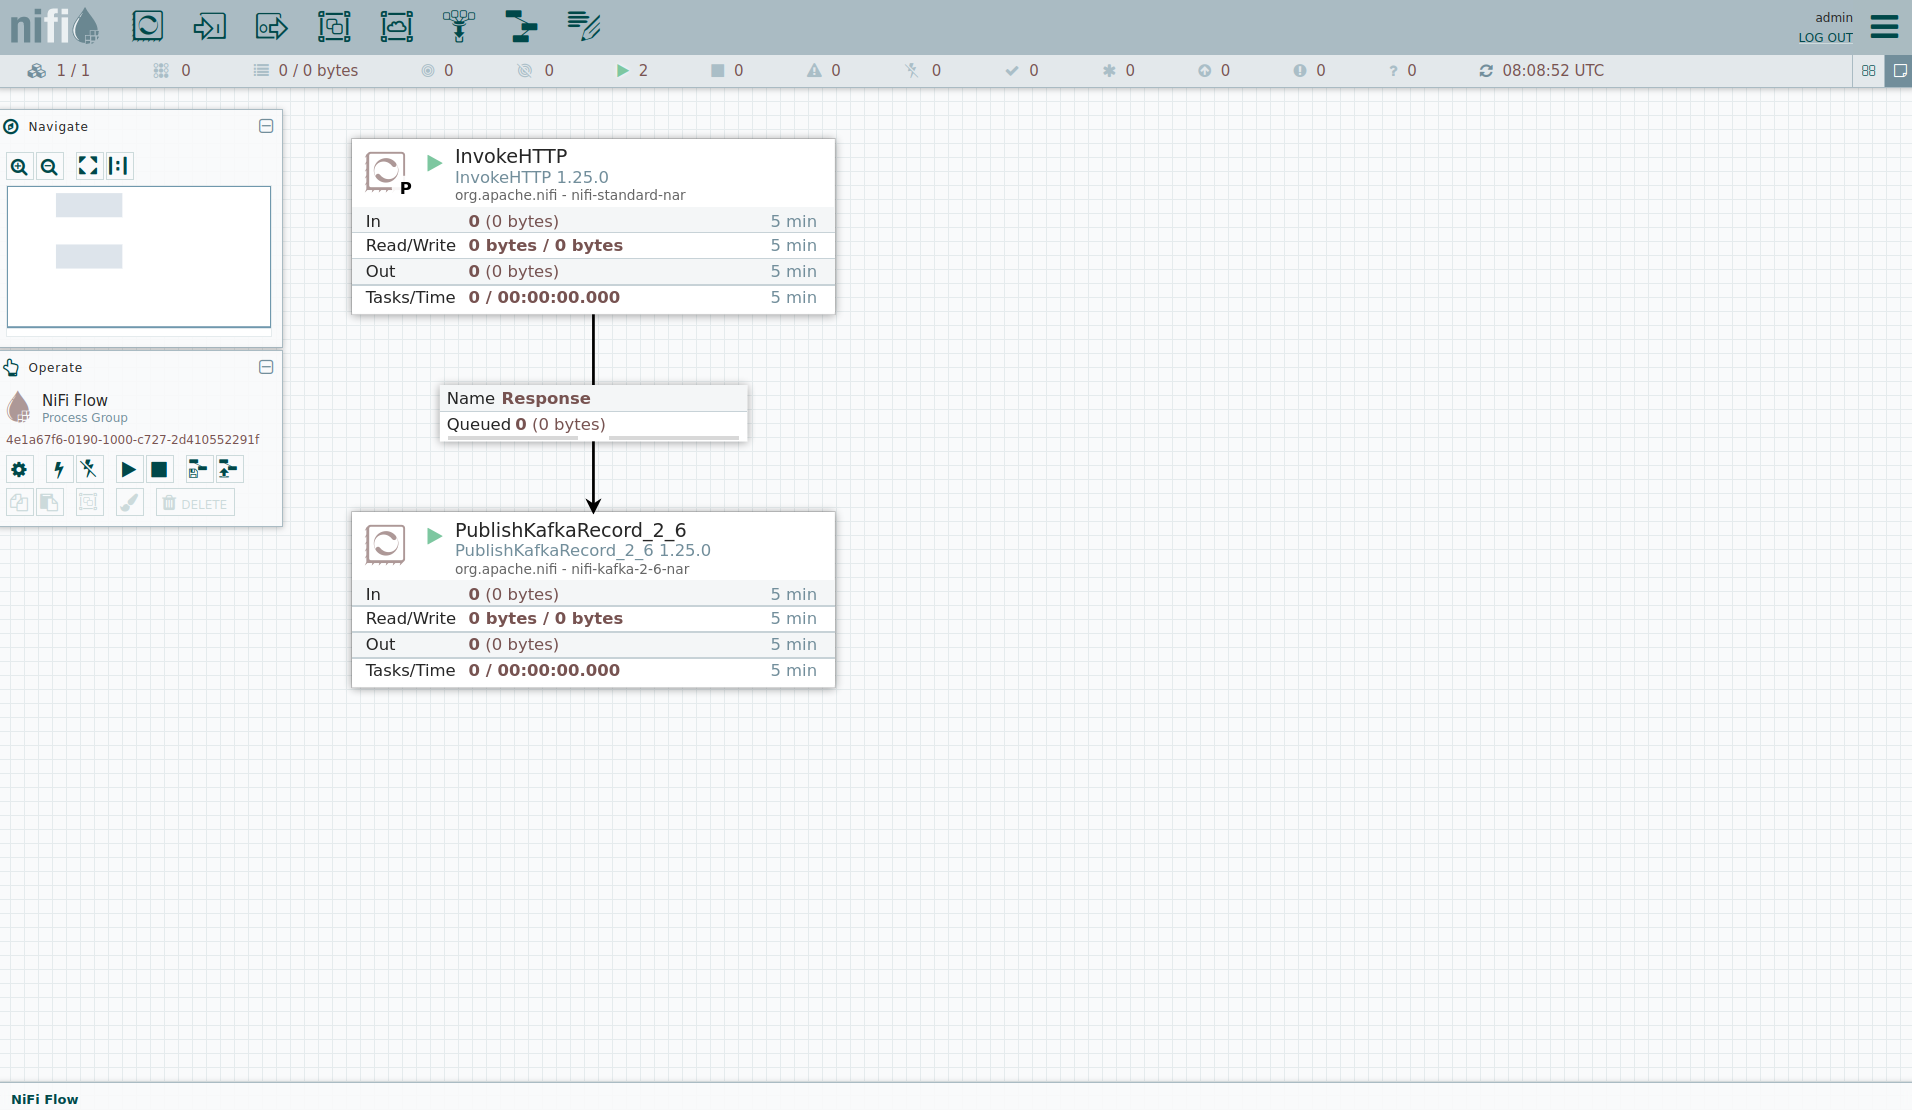 nifi
admin
LOG OUT
1 / 1 0 0 / 0 bytes 0 0 2 0 0 0 0 0 0 0 ? 0 08:08:52 UTC
Navigate
Operate
NiFi Flow
Process Group
4e1a67f6-0190-1000-c727-2d410552291f
DELETE
P
InvokeHTTP
InvokeHTTP 1.25.0
org.apache.nifi - nifi-standard-nar
In 0 (0 bytes) 5 min
Read/Write 0 bytes / 0 bytes 5 min
Out 0 (0 bytes) 5 min
Tasks/Time 0 / 00:00:00.000 5 min
Name Response
Queued 0 (0 bytes)
PublishKafkaRecord_2_6
PublishKafkaRecord_2_6 1.25.0
org.apache.nifi - nifi-kafka-2-6-nar
In 0 (0 bytes) 5 min
Read/Write 0 bytes / 0 bytes 5 min
Out 0 (0 bytes) 5 min
Tasks/Time 0 / 00:00:00.000 5 min
NiFi Flow